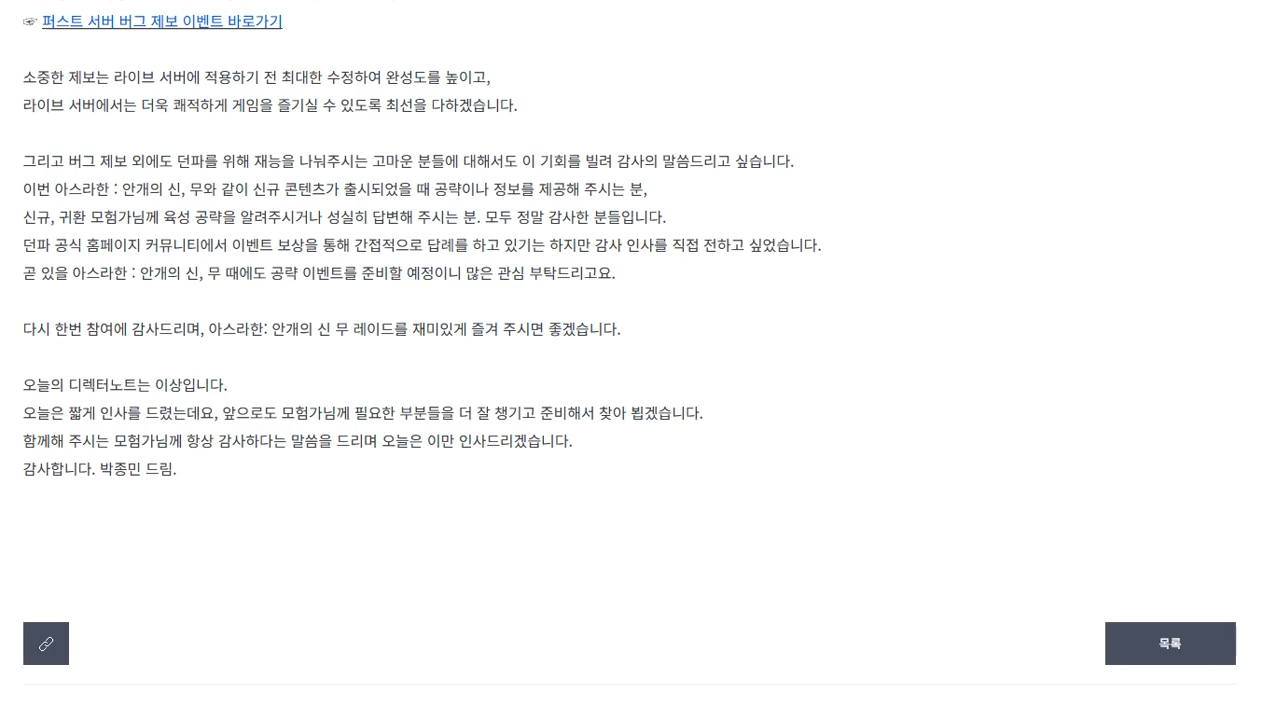 ☞ 퍼스트 서버 버그 제보 이벤트 바로가기
소중한 제보는 라이브 서버에 적용하기 전 최대한 수정하여 완성도를 높이고,
라이브 서버에서는 더욱 쾌적하게 게임을 즐기실 수 있도록 최선을 다하겠습니다.
그리고 버그 제보 외에도 던파를 위해 재능을 나눠주시는 고마운 분들에 대해서도 이 기회를 빌려 감사의 말씀드리고 싶습니다.
이번 아스라한 : 안개의 신, 무와 같이 신규 콘텐츠가 출시되었을 때 공략이나 정보를 제공해 주시는 분,
신규, 귀환 모험가님께 육성 공략을 알려주시거나 성실히 답변해 주시는 분. 모두 정말 감사한 분들입니다.
던파 공식 홈페이지 커뮤니티에서 이벤트 보상을 통해 간접적으로 답례를 하고 있기는 하지만 감사 인사를 직접 전하고 싶었습니다.
곧 있을 아스라한 : 안개의 신, 무 때에도 공략 이벤트를 준비할 예정이니 많은 관심 부탁드리고요.
다시 한번 참여에 감사드리며, 아스라한: 안개의 신 무 레이드를 재미있게 즐겨 주시면 좋겠습니다.
오늘의 디렉터노트는 이상입니다.
오늘은 짧게 인사를 드렸는데요, 앞으로도 모험가님께 필요한 부분들을 더 잘 챙기고 준비해서 찾아 뵙겠습니다.
함께해 주시는 모험가님께 항상 감사하다는 말씀을 드리며 오늘은 이만 인사드리겠습니다.
감사합니다. 박종민 드림.
목록